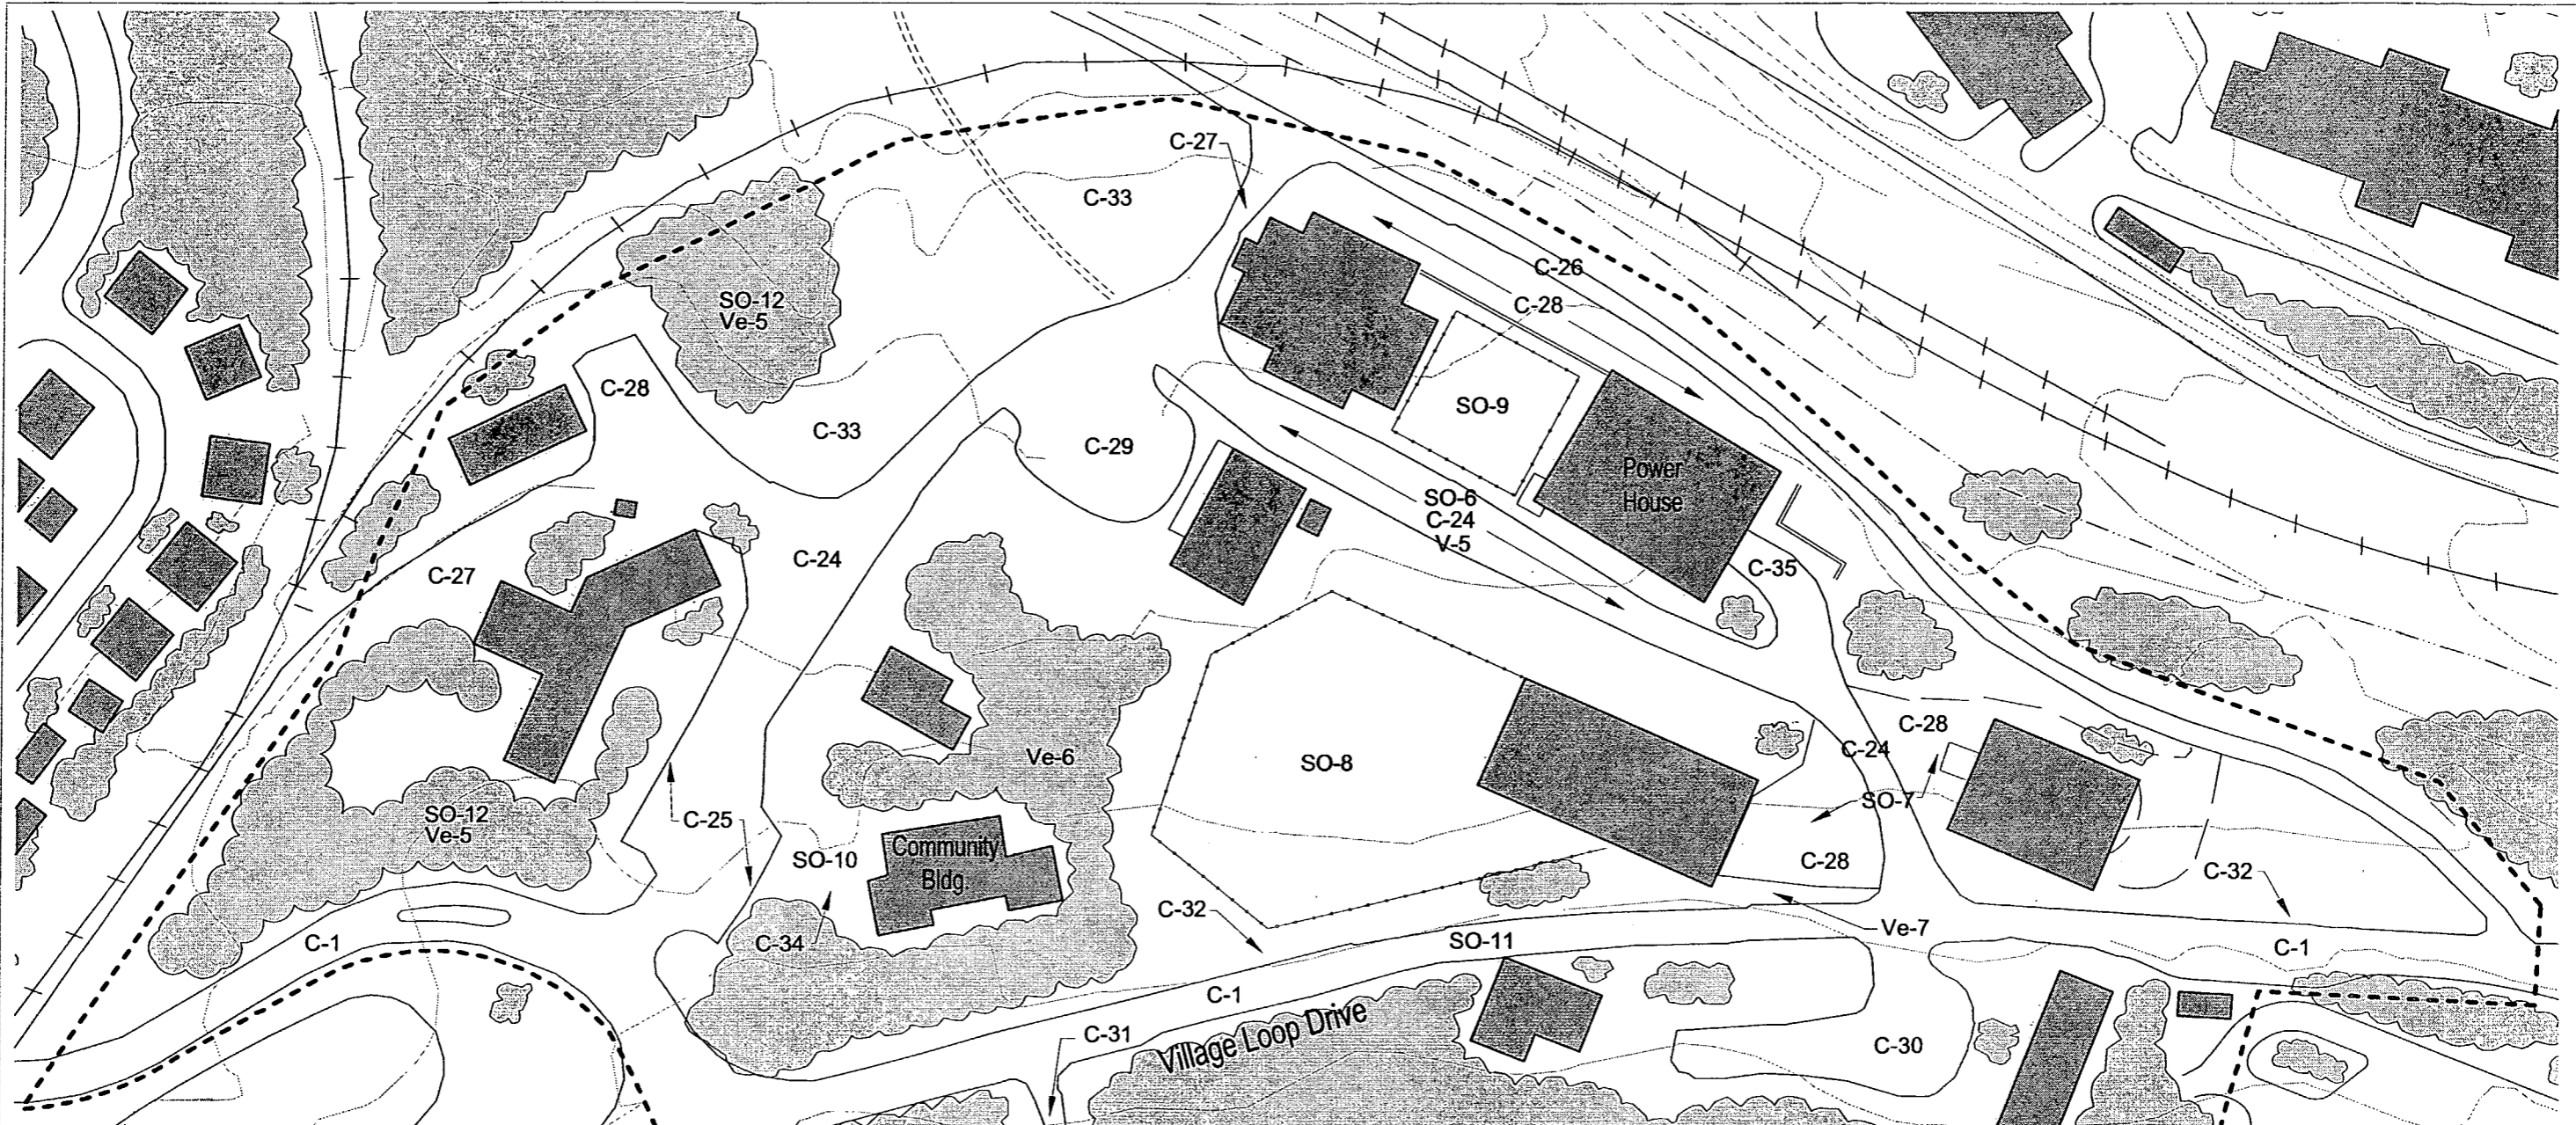 C-27
C-33
C-26
C-28
SO-12
Ve-5
C-28
SO-9
C-33
C-29
Power
House
SO-6
C-24
V-5
C-24
C-35
C-27
C-28
C-24
Ve-6
SO-8
SO-7
SO-12
Ve-5
C-25
SO-10
Community
Bldg.
C-28
C-32
C-32
Ve-7
C-34
C-1
SO-11
C-1
C-1
Village Loop Drive
C-31
C-30